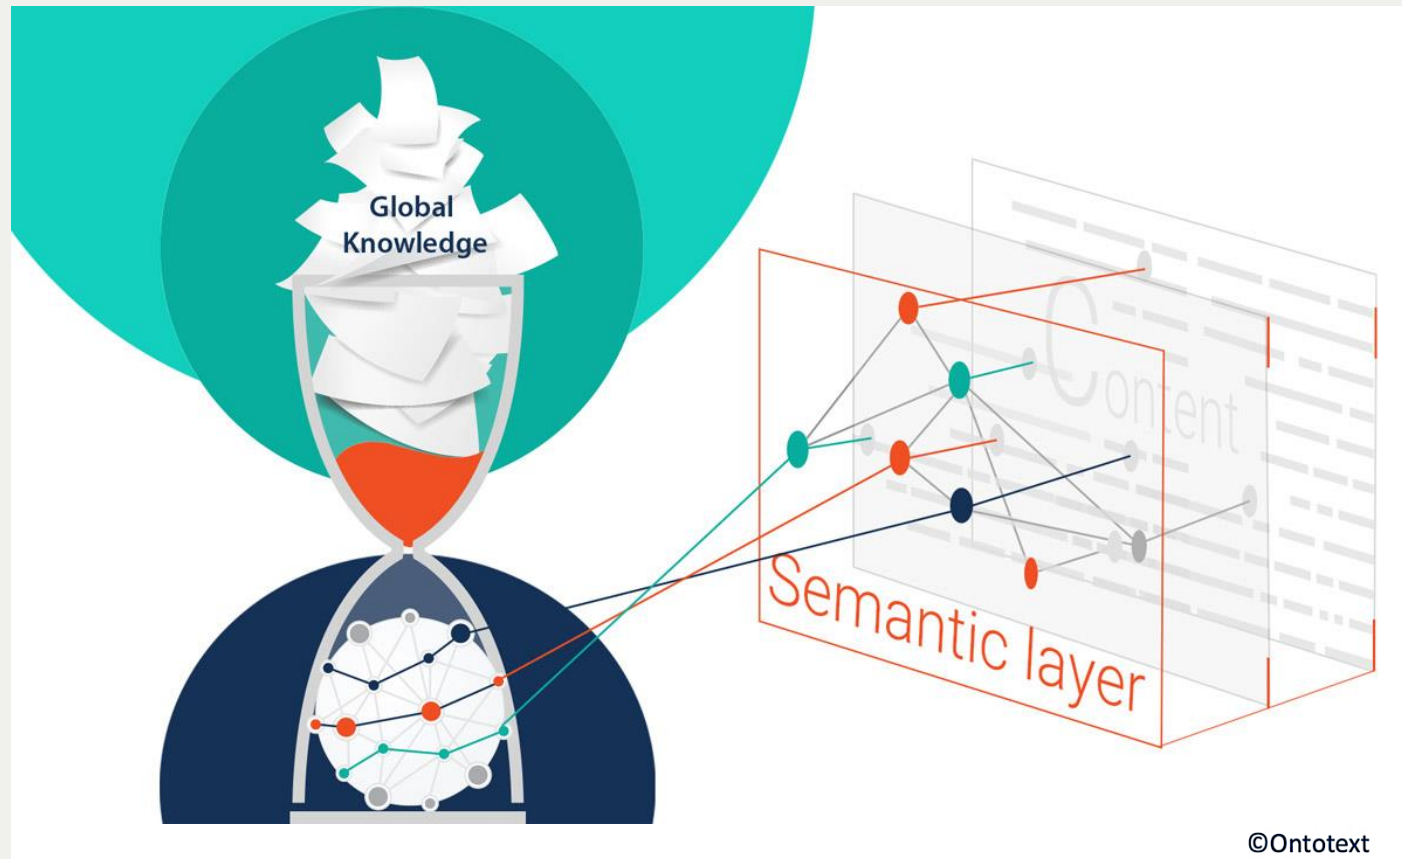 Global
Knowledge
Content
Semantic layer
©Ontotext